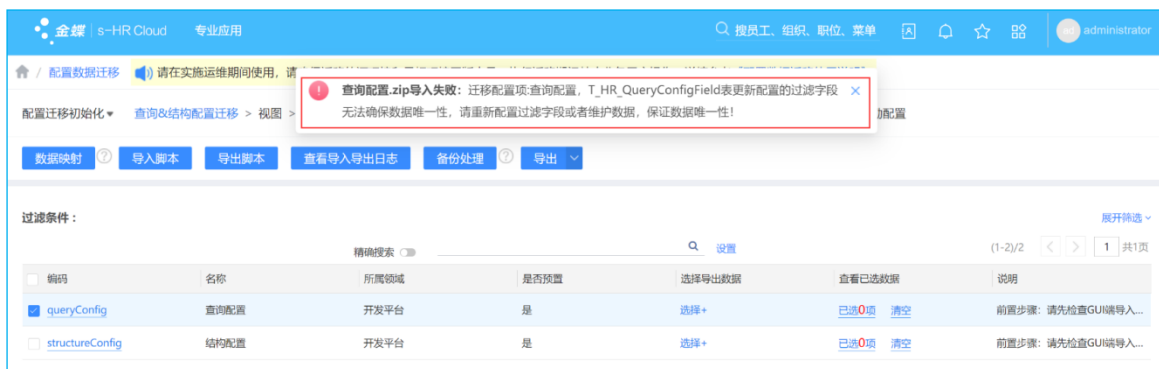 金蝶 | s-HR Cloud 专业应用 搜员工、组织、职位、菜单 administrator
/ 配置数据迁移 请在实施运维期间使用，请
查询配置.zip导入失败：迁移配置项:查询配置，T_HR_QueryConfigField表更新配置的过滤字段
无法确保数据唯一性，请重新配置过滤字段或者维护数据，保证数据唯一性！
配置迁移初始化 查询&结构配置迁移 > 视图 > 配置
数据映射 导入脚本 导出脚本 查看导入导出日志 备份处理 导出
过滤条件： 展开筛选
精确搜索 设置 (1-2)/2 1 共1页
编码 名称 所属领域 是否预置 选择导出数据 查看已选数据 说明
queryConfig 查询配置 开发平台 是 选择+ 已选0项 清空 前置步骤：请先检查GUI端导入...
structureConfig 结构配置 开发平台 是 选择+ 已选0项 清空 前置步骤：请先检查GUI端导入...